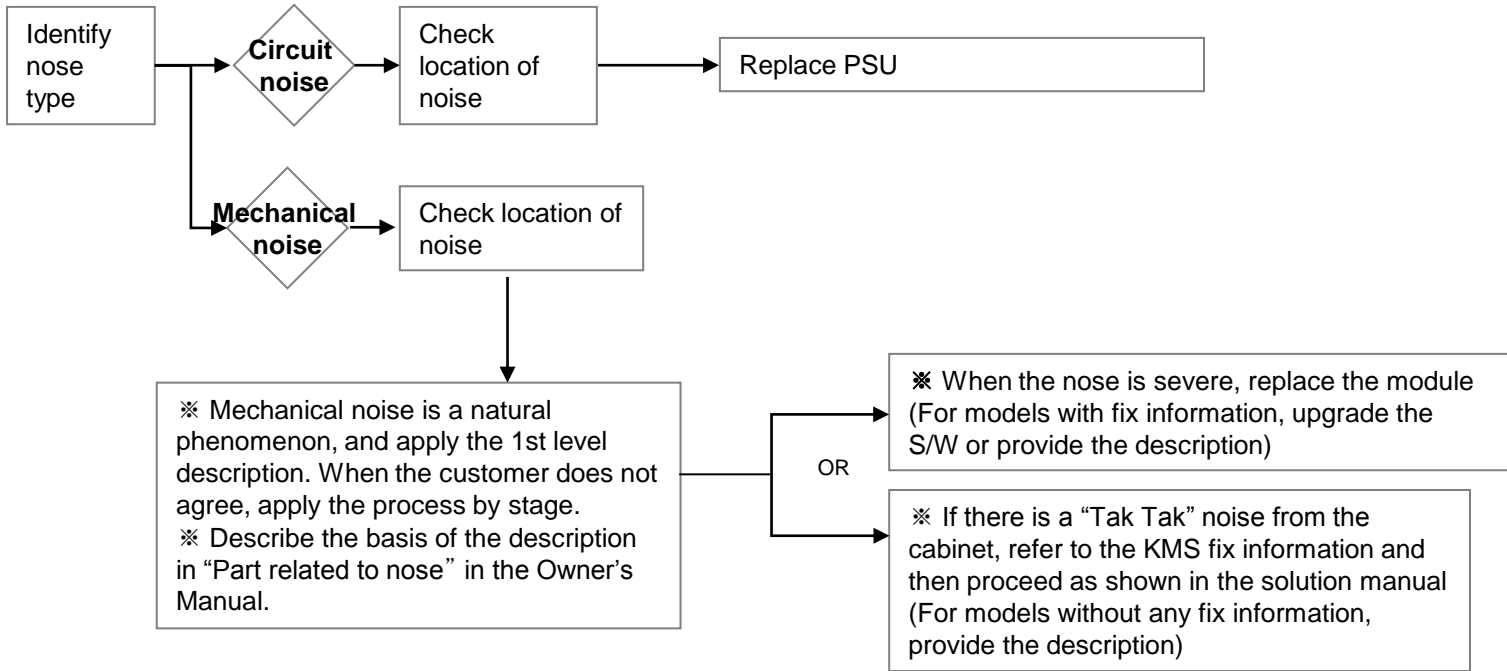 Identify
nose
type
Circuit
noise
Check
location of
noise
Replace PSU
Mechanical
noise
Check location of
noise
※ Mechanical noise is a natural
phenomenon, and apply the 1st level
description. When the customer does not
agree, apply the process by stage.
※ Describe the basis of the description
in “Part related to nose” in the Owner’s
Manual.
OR
※ When the nose is severe, replace the module
(For models with fix information, upgrade the
S/W or provide the description)
※ If there is a “Tak Tak” noise from the
cabinet, refer to the KMS fix information and
then proceed as shown in the solution manual
(For models without any fix information,
provide the description)